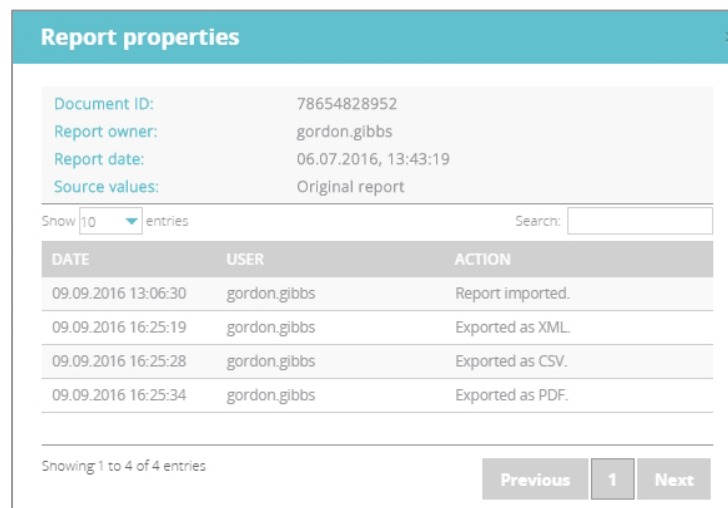 Report properties
Document ID: 78654828952
Report owner: gordon.gibbs
Report date: 06.07.2016, 13:43:19
Source values: Original report
Show 10 entries Search:
DATE USER ACTION
09.09.2016 13:06:30 gordon.gibbs Report imported.
09.09.2016 16:25:19 gordon.gibbs Exported as XML.
09.09.2016 16:25:28 gordon.gibbs Exported as CSV.
09.09.2016 16:25:34 gordon.gibbs Exported as PDF.
Showing 1 to 4 of 4 entries
Previous 1 Next